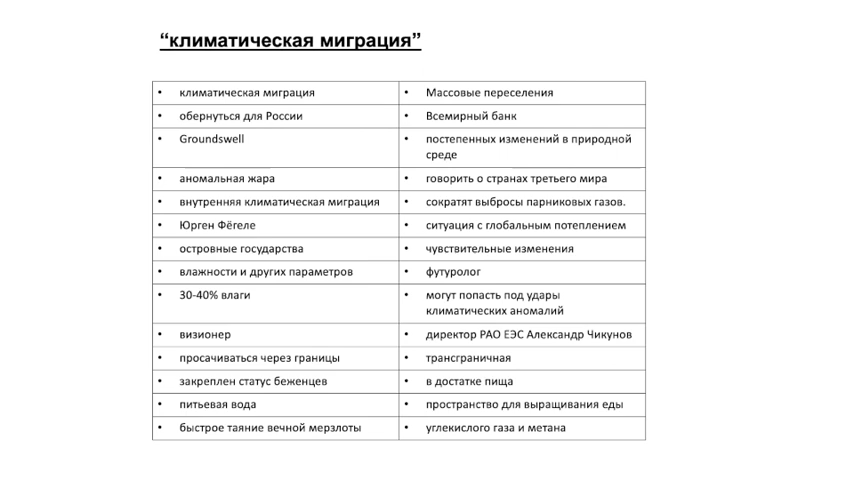 “климатическая миграция”
• климатическая миграция • Массовые переселения
• обернуться для России • Всемирный банк
• Groundswell • постепенных изменений в природной
среде
• аномальная жара • говорить о странах третьего мира
• внутренняя климатическая миграция • сократят выбросы парниковых газов.
• Юрген Фёгеле • ситуация с глобальным потеплением
• островные государства • чувствительные изменения
• влажности и других параметров • футуролог
• 30-40% влаги • могут попасть под удары
климатических аномалий
• визионер • директор РАО ЕЭС Александр Чикунов
• просачиваться через границы • трансграничная
• закреплен статус беженцев • в достатке пища
• питьевая вода • пространство для выращивания еды
• быстрое таяние вечной мерзлоты • углекислого газа и метана